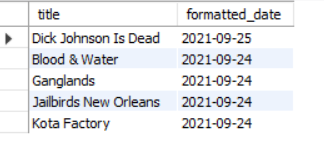 title formatted_date
Dick Johnson Is Dead 2021-09-25
Blood & Water 2021-09-24
Ganglands 2021-09-24
Jailbirds New Orleans 2021-09-24
Kota Factory 2021-09-24